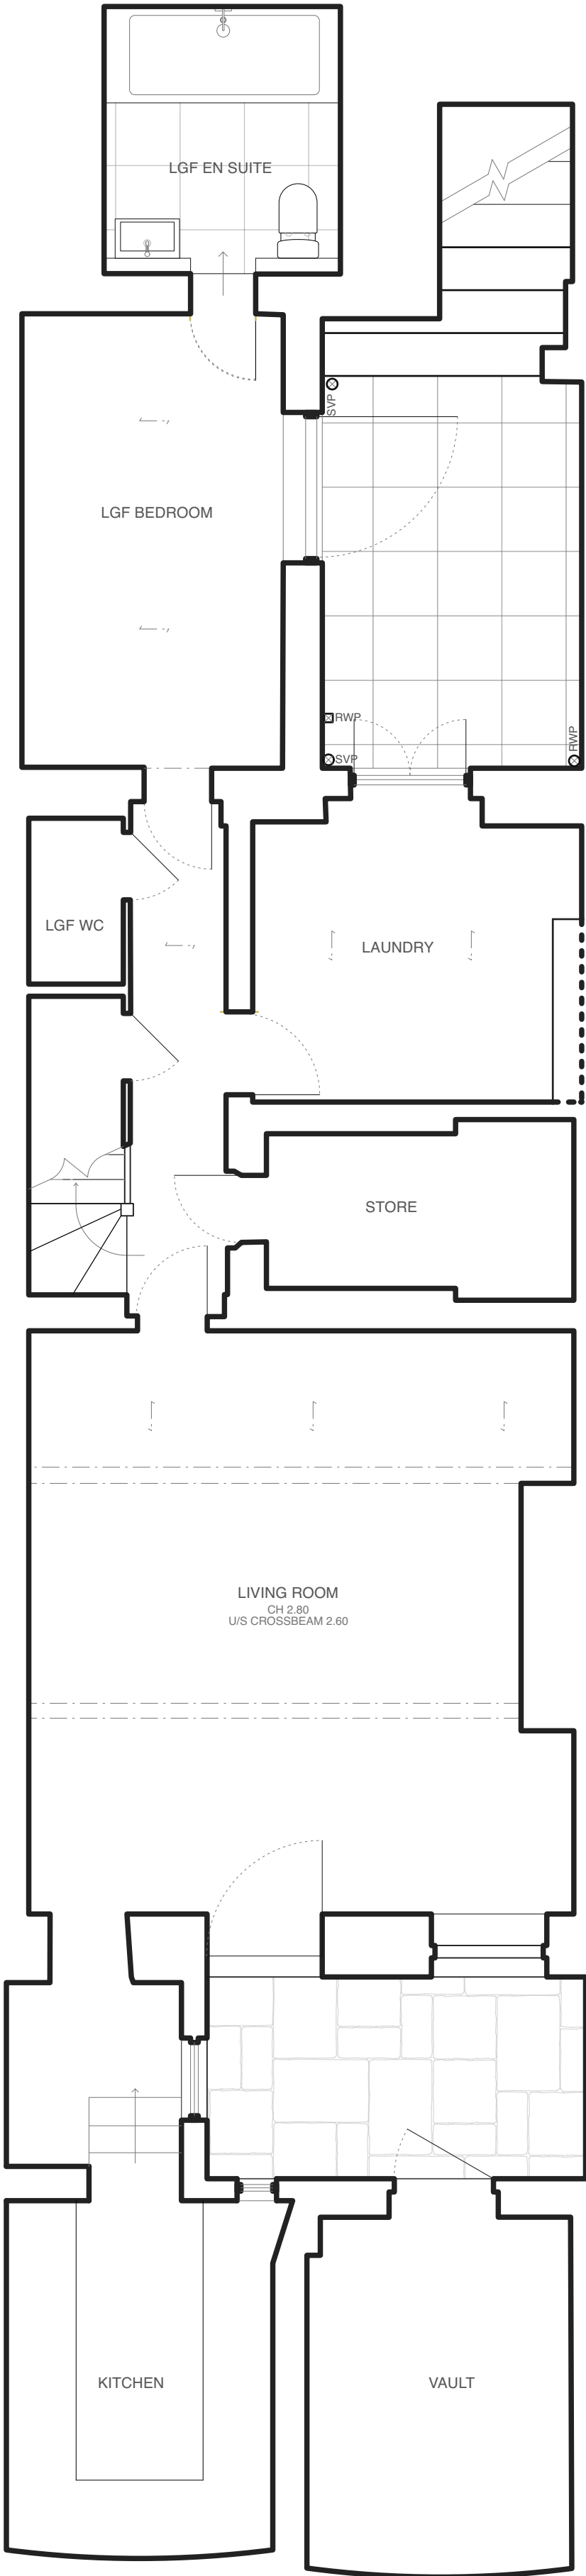 LGF EN SUITE
SVP
LGF BEDROOM
RWP
RWP
SVP
LGF WC
LAUNDRY
STORE
LIVING ROOM
CH 2.80
U/S CROSSBEAM 2.60
KITCHEN
VAULT